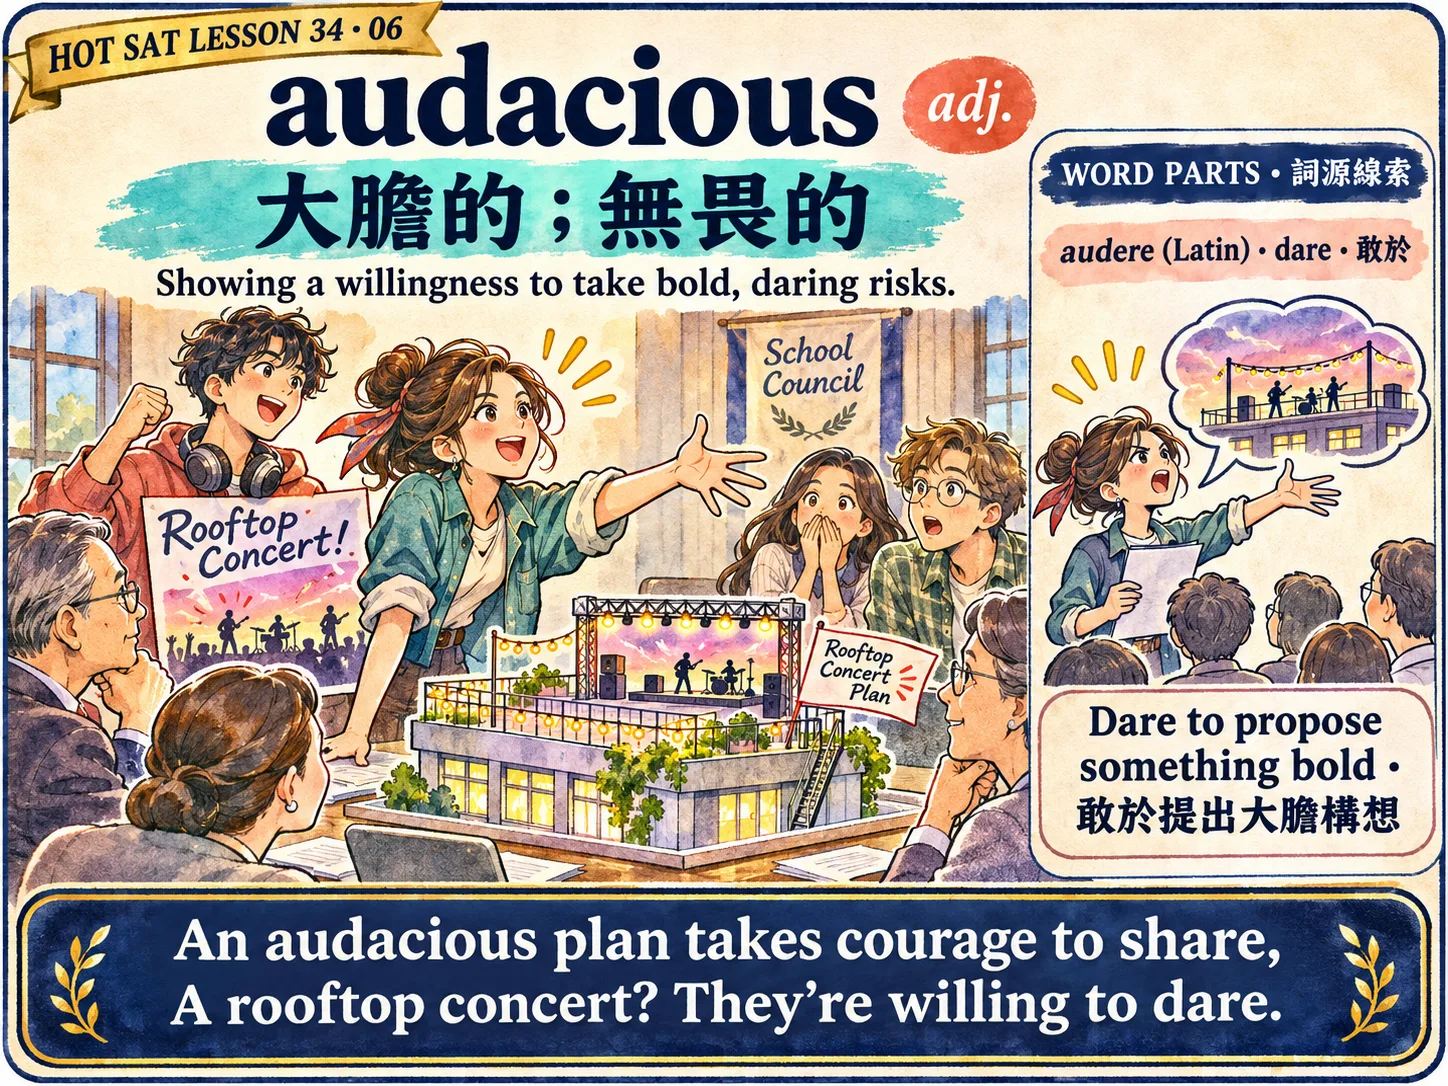 HOT SAT LESSON 34 · 06
audacious
adj.
大膽的；無畏的
Showing a willingness to take bold, daring risks.
School
Council
Rooftop
Concert!
Rooftop
Concert
Plan
WORD PARTS · 詞源線索
audere (Latin) · dare · 敢於
Dare to propose
something bold ·
敢於提出大膽構想
An audacious plan takes courage to share,
A rooftop concert? They’re willing to dare.